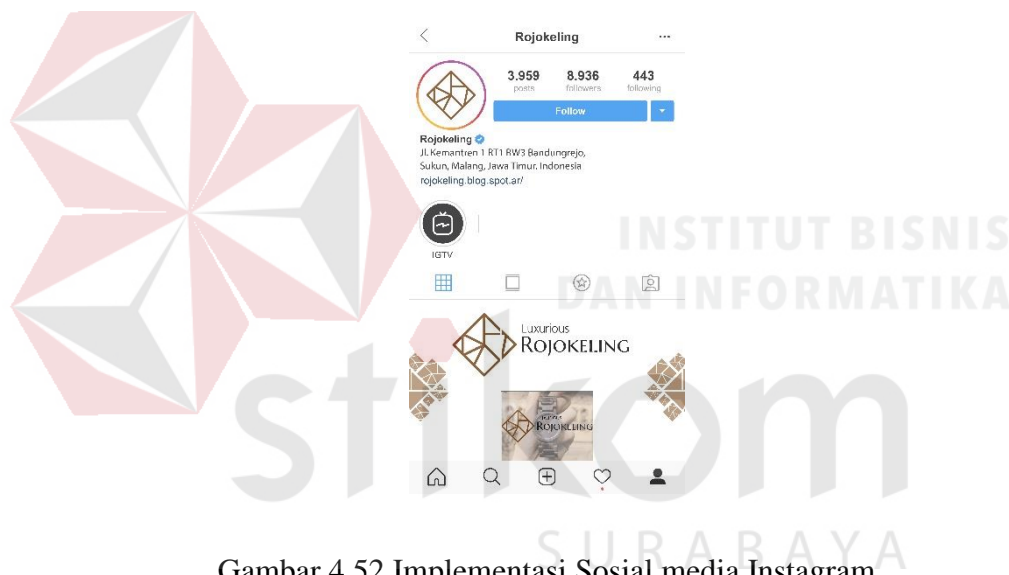 Rojokeling
3.959 8.936 443
posts followers following
Follow
Rojokeling
Jl. Kemantren 1 RT1 RW3 Bandungrejo,
Sukun, Malang, Jawa Timur. Indonesia
rojokeling.blog.spot.ar/
IGTV
INSTITUT BISNIS
DAN INFORMATIKA
Luxurious
ROJOKELING
ROJOKELING
stikom
SURABAYA
Gambar 4.52 Implementasi Sosial media Instagram